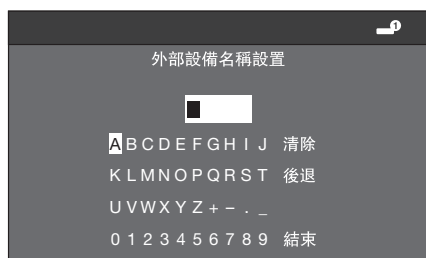 1
外部設備名稱設置
A B C D E F G H I J 清除
K L M N O P Q R S T 後退
U V W X Y Z + − . _
0 1 2 3 4 5 6 7 8 9 結束